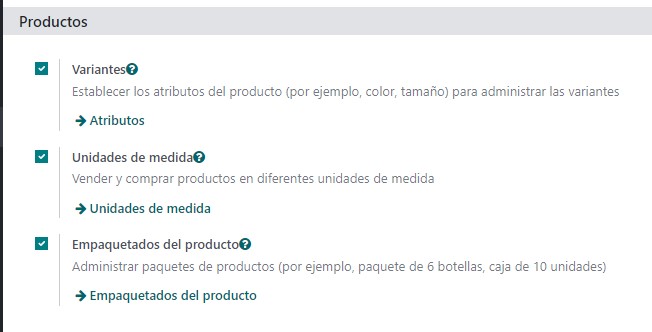 Productos
Variantes
Establecer los atributos del producto (por ejemplo, color, tamaño) para administrar las variantes
Atributos
Unidades de medida
Vender y comprar productos en diferentes unidades de medida
Unidades de medida
Empaquetados del producto
Administrar paquetes de productos (por ejemplo, paquete de 6 botellas, caja de 10 unidades)
Empaquetados del producto